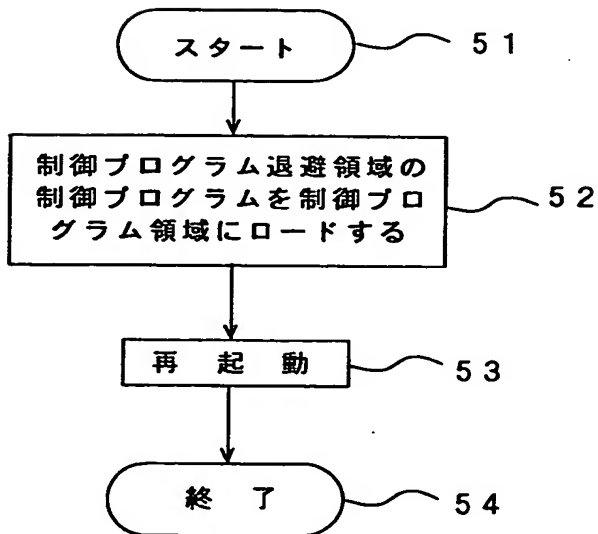 スタート
51
制御プログラム退避領域の
制御プログラムを制御プロ
グラム領域にロードする
52
再起動
53
終了
54